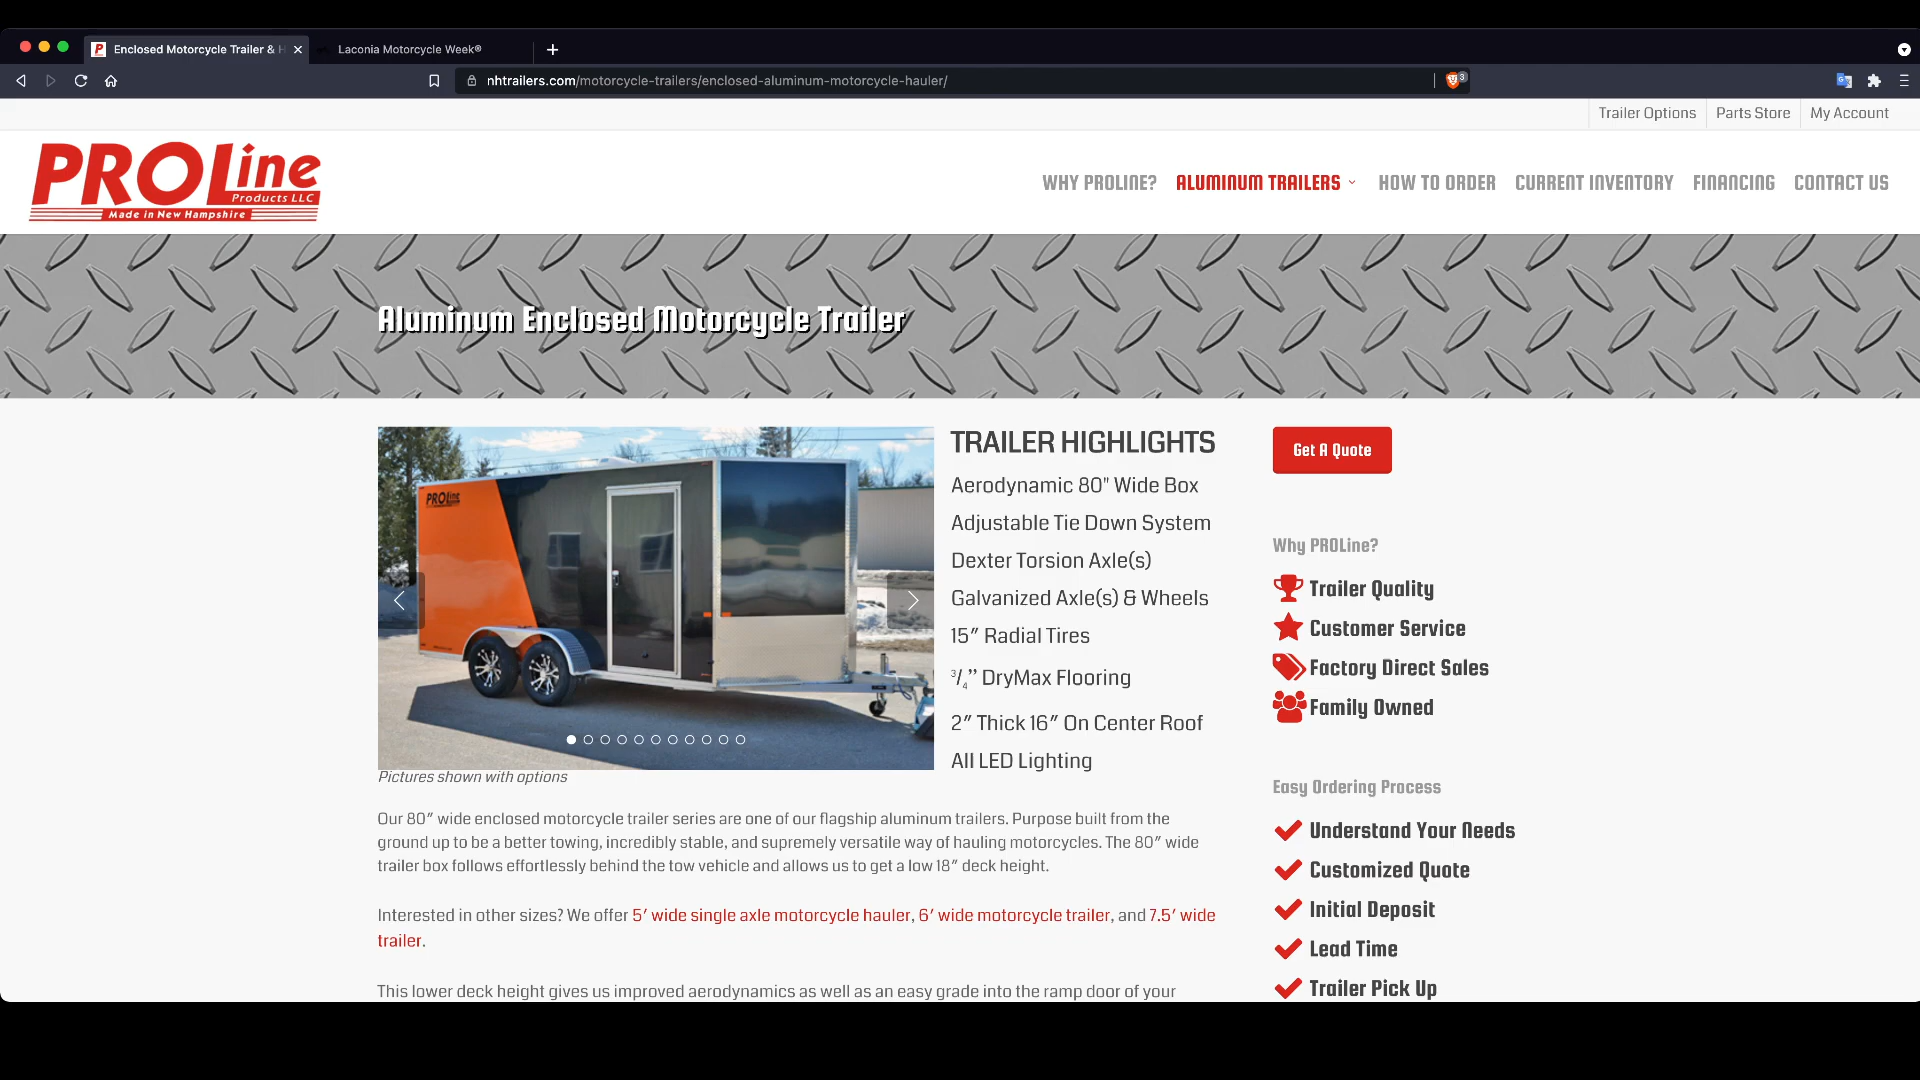 Enclosed Motorcycle Trailer & H
Laconia Motorcycle Week®
nhtrailers.com/motorcycle-trailers/enclosed-aluminum-motorcycle-hauler/
3
Trailer Options
Parts Store
My Account
PROLine
Products LLC
Made in New Hampshire
WHY PROLINE?
ALUMINUM TRAILERS
HOW TO ORDER
CURRENT INVENTORY
FINANCING
CONTACT US
Aluminum Enclosed Motorcycle Trailer
PROLine
Pictures shown with options
TRAILER HIGHLIGHTS
Aerodynamic 80" Wide Box
Adjustable Tie Down System
Dexter Torsion Axle(s)
Galvanized Axle(s) & Wheels
15″ Radial Tires
3/4” DryMax Flooring
2″ Thick 16″ On Center Roof
All LED Lighting
Our 80″ wide enclosed motorcycle trailer series are one of our flagship aluminum trailers. Purpose built from the
ground up to be a better towing, incredibly stable, and supremely versatile way of hauling motorcycles. The 80″ wide
trailer box follows effortlessly behind the tow vehicle and allows us to get a low 18″ deck height.
Interested in other sizes? We offer 5′ wide single axle motorcycle hauler, 6′ wide motorcycle trailer, and 7.5′ wide
trailer.
This lower deck height gives us improved aerodynamics as well as an easy grade into the ramp door of your
Get A Quote
Why PROLine?
Trailer Quality
Customer Service
Factory Direct Sales
Family Owned
Easy Ordering Process
Understand Your Needs
Customized Quote
Initial Deposit
Lead Time
Trailer Pick Up